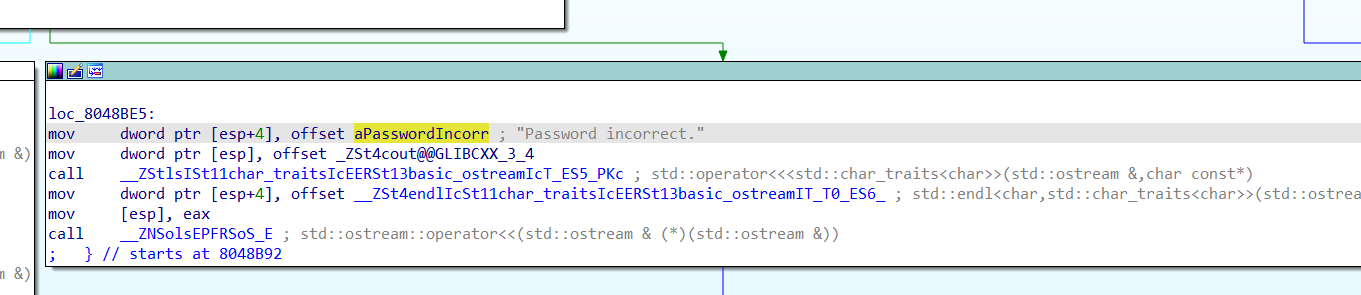 loc_8048BE5:
mov     dword ptr [esp+4], offset aPasswordIncorr ; "Password incorrect."
mov     dword ptr [esp], offset _ZSt4cout@@GLIBCXX_3_4
call    __ZStlsISt11char_traitsIcEERSt13basic_ostreamIcT_ES5_PKc ; std::operator<<<std::char_traits<char>>(std::ostream &,char const*)
m &)
mov     dword ptr [esp+4], offset __ZSt4endlIcSt11char_traitsIcEERSt13basic_ostreamIT_T0_ES6_ ; std::endl<char,std::char_traits<char>>(std::ostrea
mov     [esp], eax
call    __ZNSolsEPFRSoS_E ; std::ostream::operator<<(std::ostream & (*)(std::ostream &))
;   } // starts at 8048B92
m &)